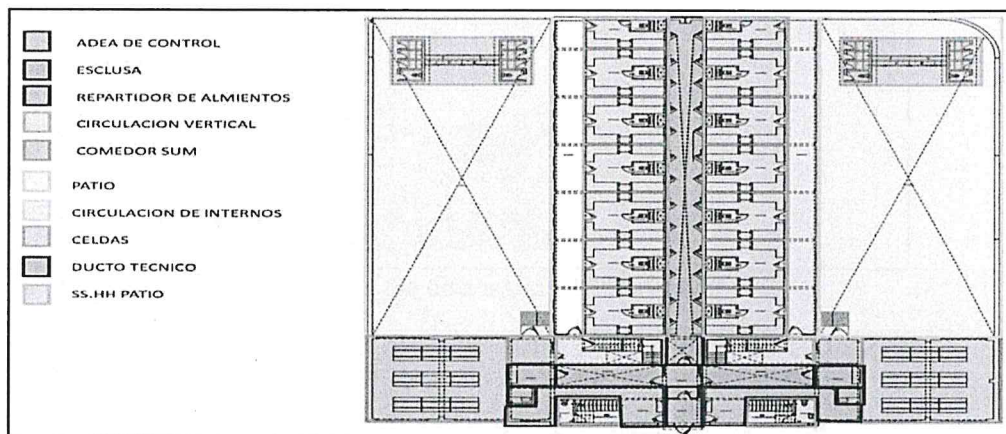 ADEA DE CONTROL
ESCLUSA
REPARTIDOR DE ALMIENTOS
CIRCULACION VERTICAL
COMEDOR SUM
PATIO
CIRCULACION DE INTERNOS
CELDAS
DUCTO TECNICO
SS.HH PATIO